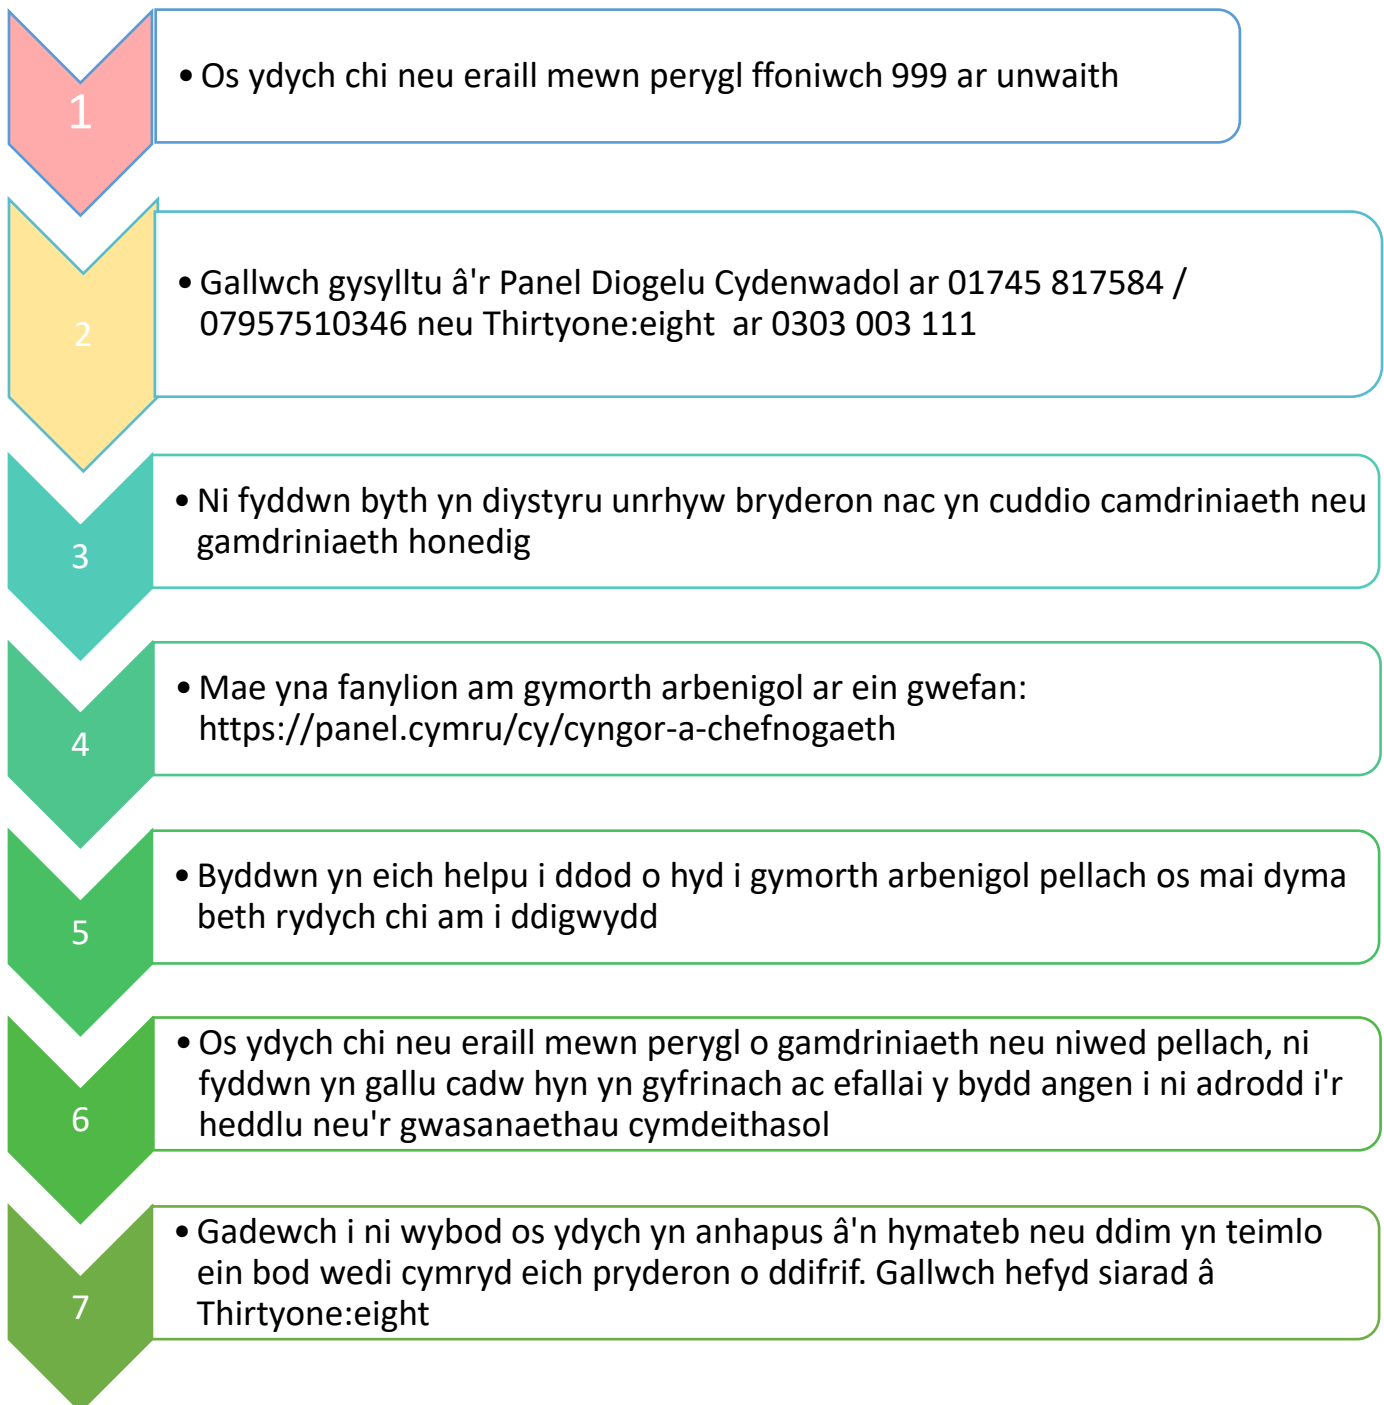 1
• Os ydych chi neu eraill mewn perygl ffoniwch 999 ar unwaith
2
• Gallwch gysylltu â'r Panel Diogelu Cydenwadol ar 01745 817584 /
07957510346 neu Thirtyone:eight ar 0303 003 111
3
• Ni fyddwn byth yn diystyru unrhyw bryderon nac yn cuddio camdriniaeth neu
gamdriniaeth honedig
4
• Mae yna fanylion am gymorth arbenigol ar ein gwefan:
https://panel.cymru/cy/cyngor-a-chefnogaeth
5
• Byddwn yn eich helpu i ddod o hyd i gymorth arbenigol pellach os mai dyma
beth rydych chi am i ddigwydd
6
• Os ydych chi neu eraill mewn perygl o gamdriniaeth neu niwed pellach, ni
fyddwn yn gallu cadw hyn yn gyfrinach ac efallai y bydd angen i ni adrodd i'r
heddlu neu'r gwasanaethau cymdeithasol
7
• Gadewch i ni wybod os ydych yn anhapus â'n hymateb neu ddim yn teimlo
ein bod wedi cymryd eich pryderon o ddifrif. Gallwch hefyd siarad â
Thirtyone:eight